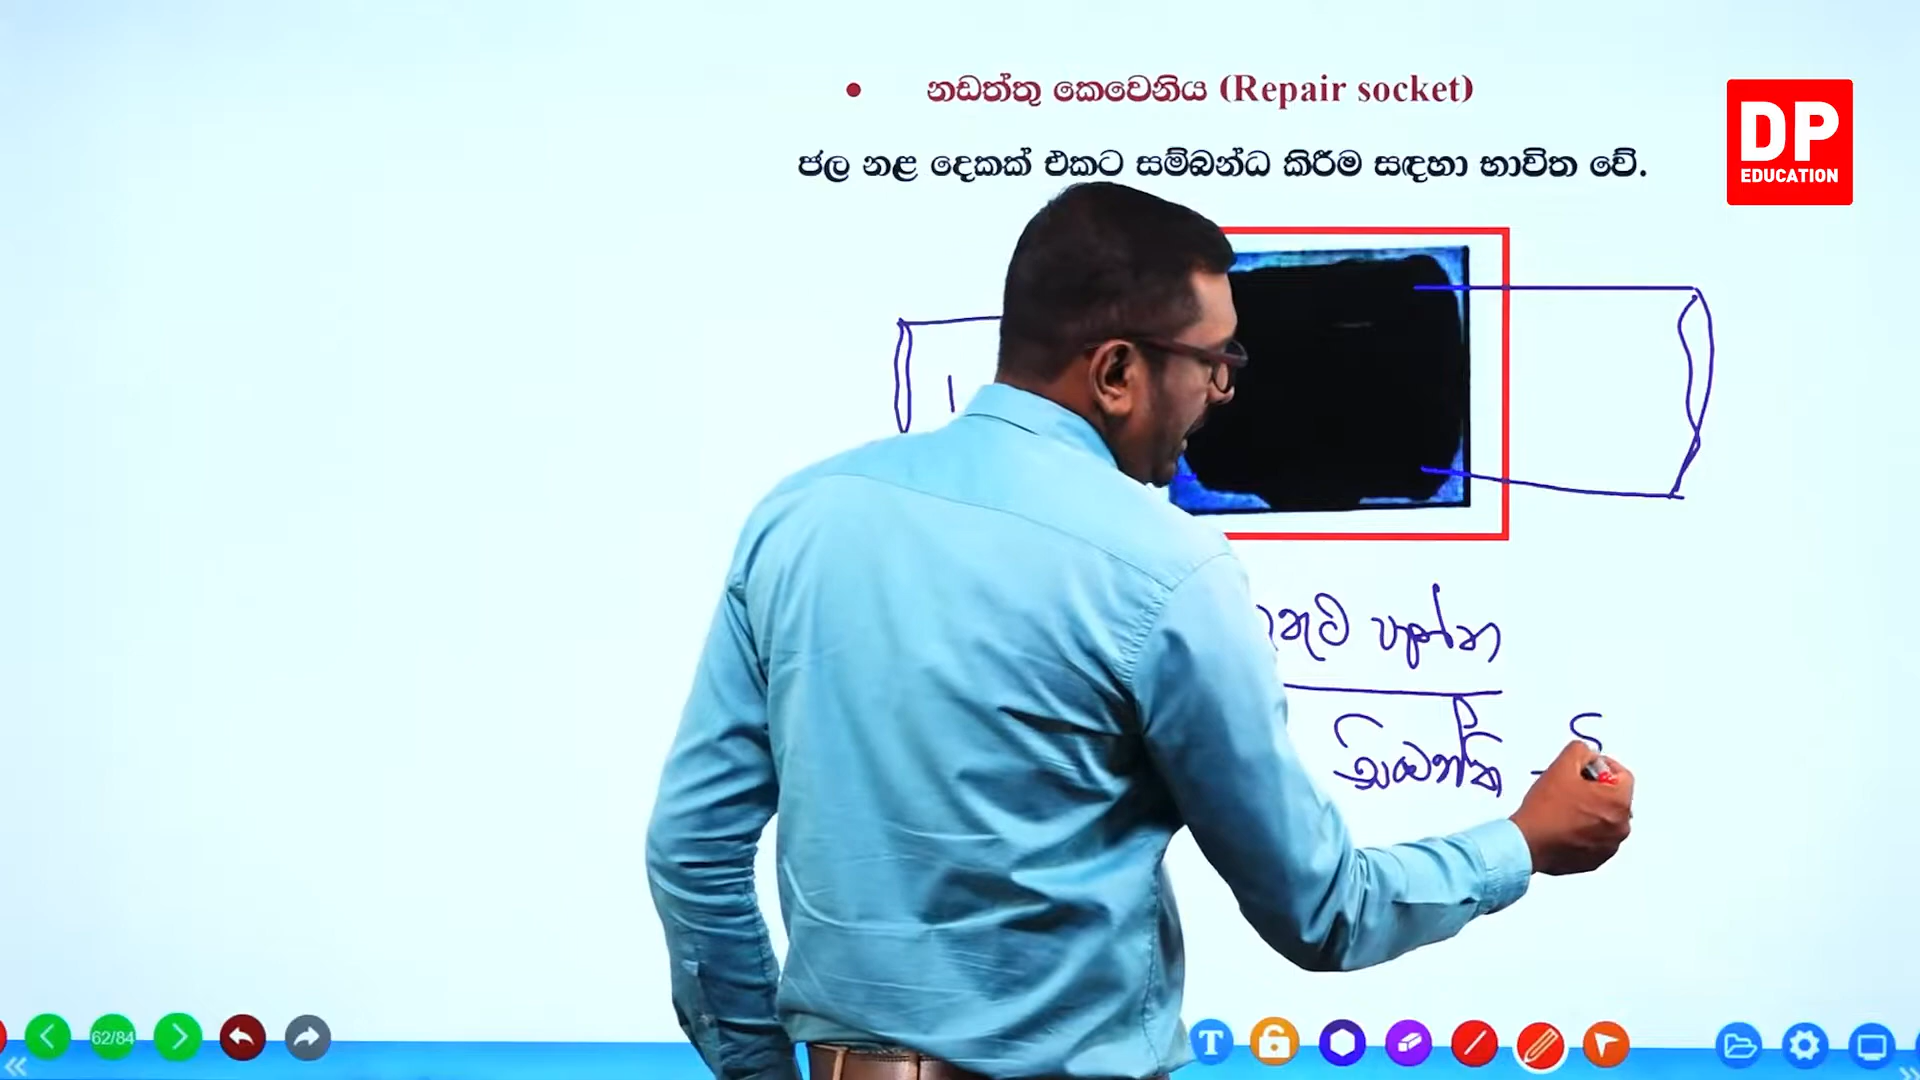 නඩත්තු කෙවෙනිය (Repair socket)
DP
EDUCATION
ජල නළ දෙකක් එකට සම්බන්ධ කිරීම සඳහා භාවිත වේ.
62/84
T